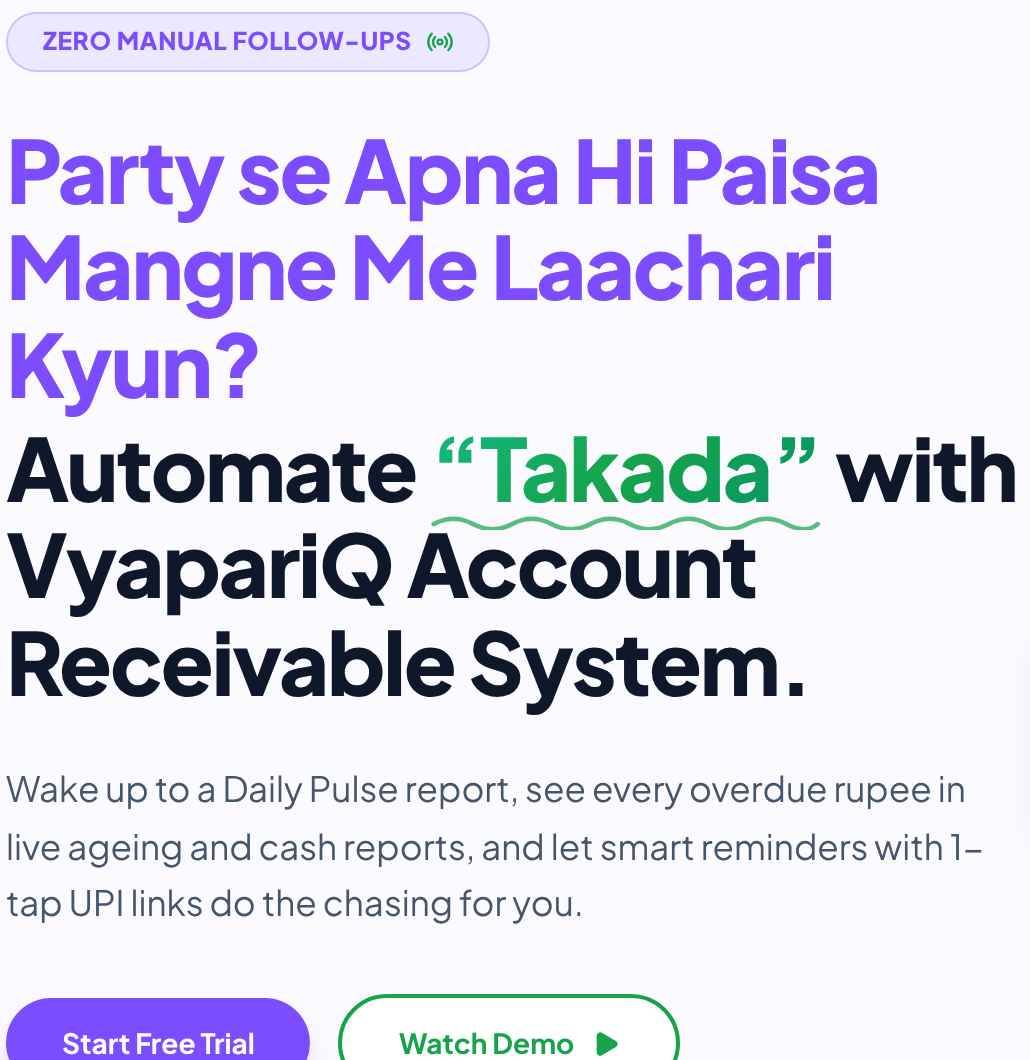 ZERO MANUAL FOLLOW-UPS
Party se Apna Hi Paisa
Mangne Me Laachari
Kyun?
Automate “Takada” with
VyapariQ Account
Receivable System.
Wake up to a Daily Pulse report, see every overdue rupee in
live ageing and cash reports, and let smart reminders with 1-
tap UPI links do the chasing for you.
Start Free Trial
Watch Demo